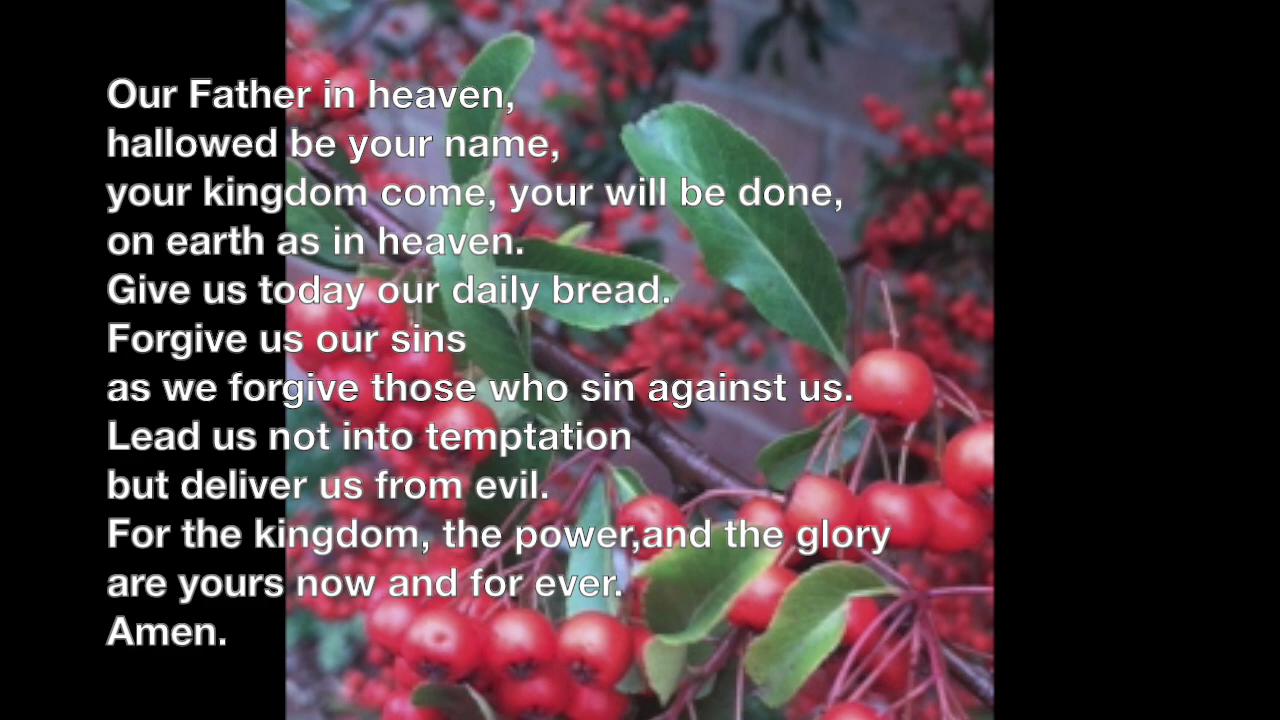 Our Father in heaven,
hallowed be your name,
your kingdom come, your will be done,
on earth as in heaven.
Give us today our daily bread.
Forgive us our sins
as we forgive those who sin against us.
Lead us not into temptation
but deliver us from evil.
For the kingdom, the power,and the glory
are yours now and for ever.
Amen.